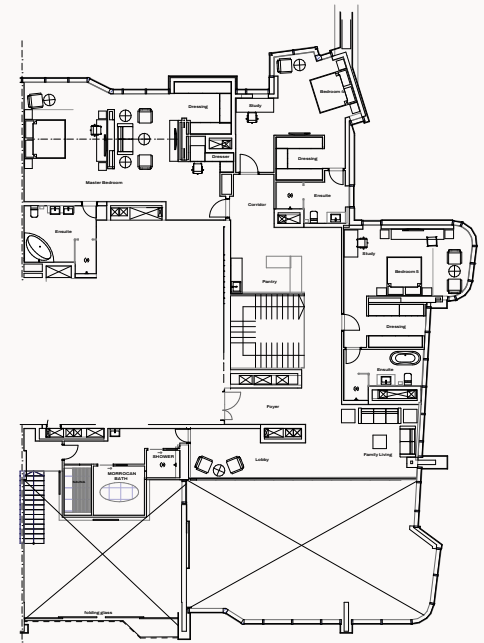 Bedroom 4
Study
Dressing
Dresser
Dressing
Master Bedroom
Ensuite
Corridor
Ensuite
Study
Bedroom 5
Pantry
Dressing
Ensuite
Foyer
Family Living
Lobby
SHOWER
MORROCAN
BATH
folding glass